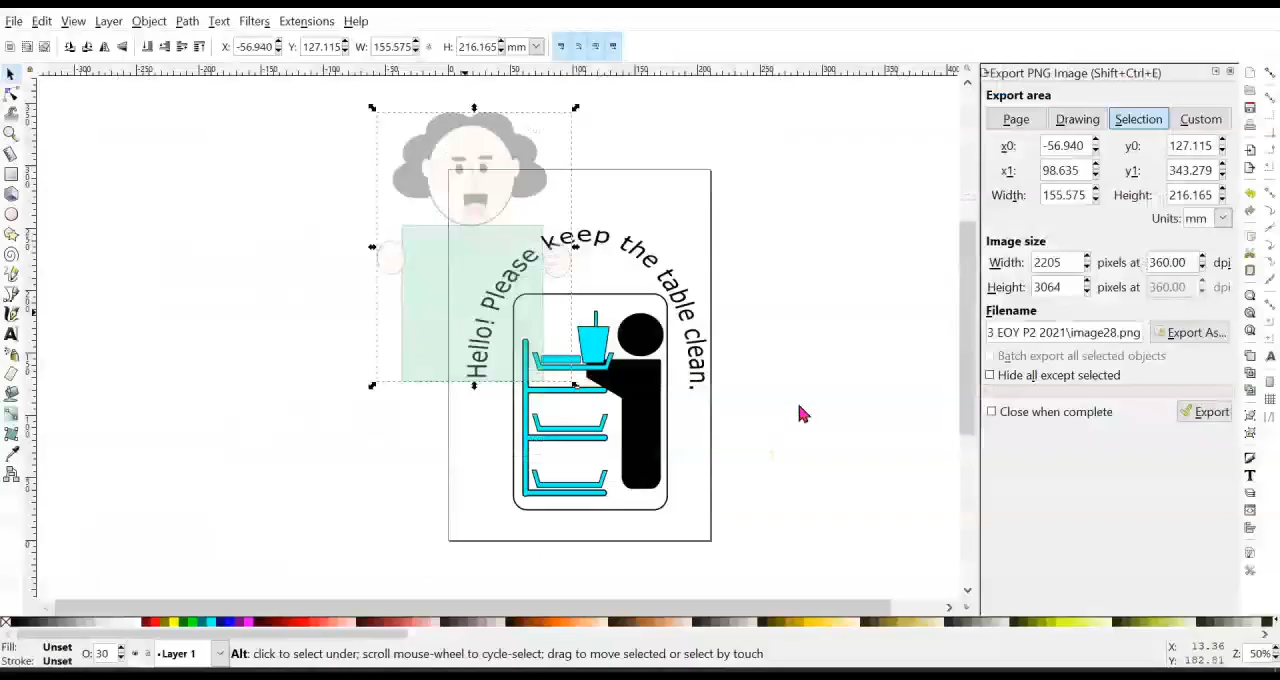 File Edit View Layer Object Path Text Filters Extensions Help
X: -56.940 Y: 127.115 W: 155.575 H: 216.165 mm
Export PNG Image (Shift+Ctrl+E)
Export area
Page Drawing Selection Custom
x0: -56.940 y0: 127.115
x1: 98.635 y1: 343.279
Width: 155.575 Height: 216.165
Units: mm
Image size
Width: 2205 pixels at 360.00 dpi
Height: 3064 pixels at 360.00 dpi
Filename
3 EOY P2 2021\image28.png Export As...
Batch export all selected objects
Hide all except selected
Close when complete Export
Hello! Please keep the table clean.
Fill: Unset
Stroke: Unset
O: 30
•Layer 1
Alt: click to select under; scroll mouse-wheel to cycle-select; drag to move selected or select by touch
X: 13.36
Y: 182.81
Z: 50%